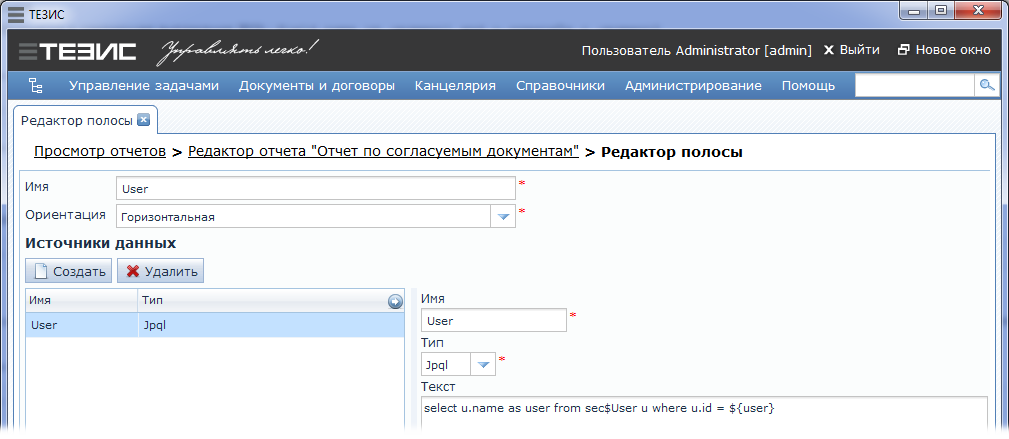 ТЕЗИС
ТЕЗИС Управлять легко! Пользователь Administrator [admin] Выйти Новое окно
Управление задачами Документы и договоры Канцелярия Справочники Администрирование Помощь
Редактор полосы
Просмотр отчетов > Редактор отчета "Отчет по согласуемым документам" > Редактор полосы
Имя User *
Ориентация Горизонтальная *
Источники данных
Создать Удалить
Имя Тип
User Jpql
Имя
User *
Тип
Jpql *
Текст
select u.name as user from sec$User u where u.id = ${user}